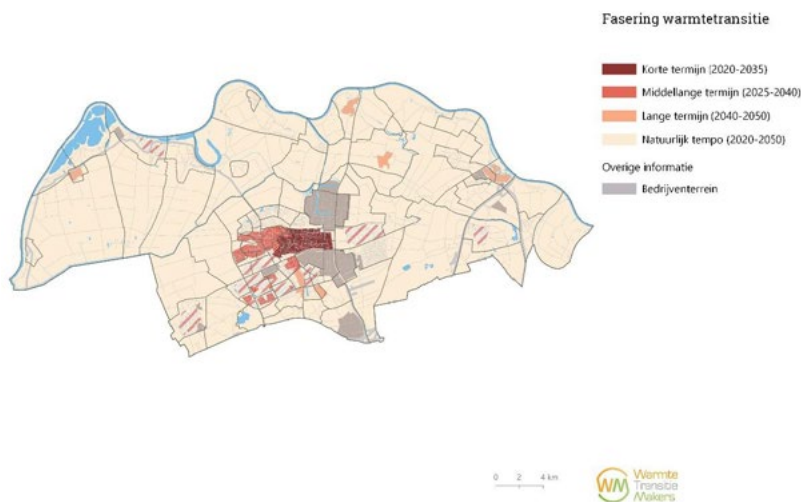 Fasering warmtetransitie
Korte termijn (2020-2035)
Middellange termijn (2025-2040)
Lange termijn (2040-2050)
Natuurlijk tempo (2020-2050)
Overige informatie
Bedrijventerrein
0 2 4 km
WM
Warmte
Transitie
Makers